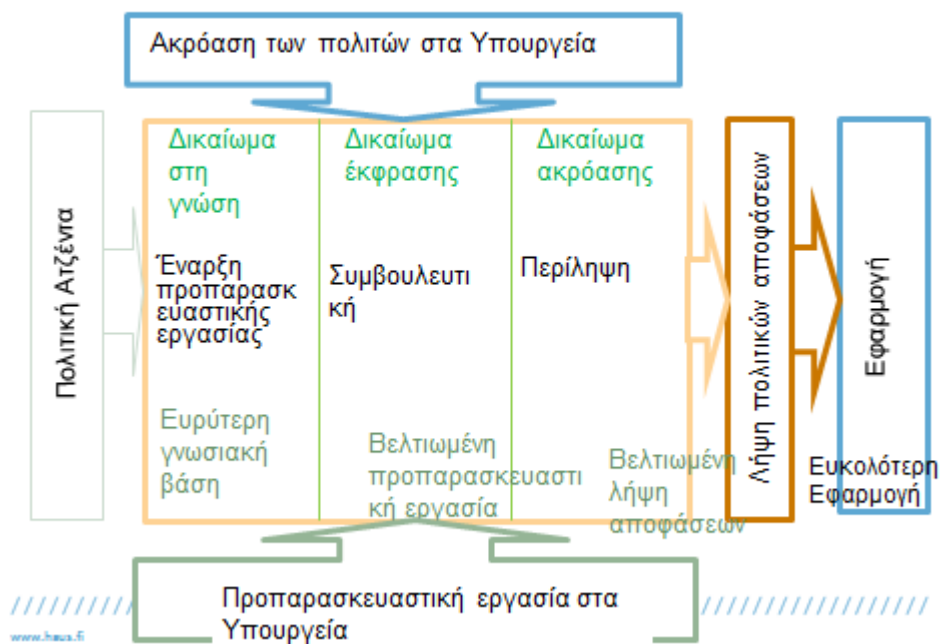 Ακρόαση των πολιτών στα Υπουργεία
Πολιτική Ατζέντα
Δικαίωμα
στη
γνώση
Δικαίωμα
έκφρασης
Δικαίωμα
ακρόασης
Έναρξη
προπαρασκ
ευαστικής
εργασίας
Συμβουλευτι
κή
Περίληψη
Ευρύτερη
γνωσιακή
βάση
Βελτιωμένη
προπαρασκευαστι
κή εργασία
Βελτιωμένη
λήψη
αποφάσεων
Λήψη πολιτικών αποφάσεων
Εφαρμογή
Ευκολότερη
Εφαρμογή
Προπαρασκευαστική εργασία στα
Υπουργεία
www.haus.fi